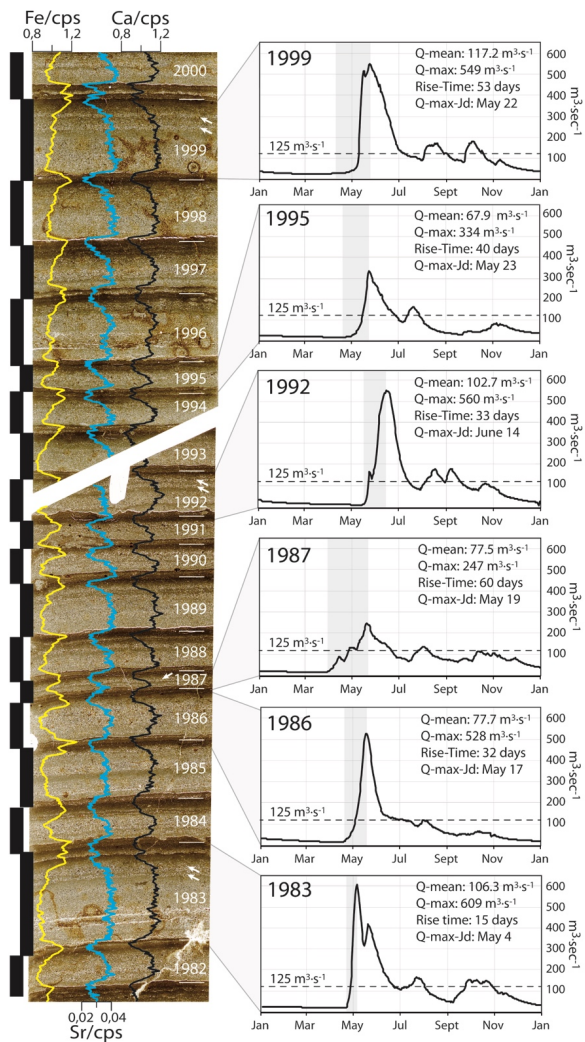 Fe/cps Ca/cps
0,8 1,2 0,8 1,2
2000
1999
1998
1997
1996
1995
1994
1993
1992
1991
1990
1989
1988
1987
1986
1985
1984
1983
1982
0,02 0,04
Sr/cps
1999
Q-mean: 117.2 m³·s-¹
Q-max: 549 m³·s-¹
Rise-Time: 53 days
Q-max-Jd: May 22
125 m³·s-¹
600
500
400
300
200
100
m³·sec-¹
Jan Mar May Jul Sept Nov Jan
1995
Q-mean: 67.9 m³·s-¹
Q-max: 334 m³·s-¹
Rise-Time: 40 days
Q-max-Jd: May 23
125 m³·s-¹
600
500
400
300
200
100
m³·sec-¹
Jan Mar May Jul Sept Nov Jan
1992
Q-mean: 102.7 m³·s-¹
Q-max: 560 m³·s-¹
Rise-Time: 33 days
Q-max-Jd: June 14
125 m³·s-¹
600
500
400
300
200
100
m³·sec-¹
Jan Mar May Jul Sept Nov Jan
1987
Q-mean: 77.5 m³·s-¹
Q-max: 247 m³·s-¹
Rise-Time: 60 days
Q-max-Jd: May 19
125 m³·s-¹
600
500
400
300
200
100
m³·sec-¹
Jan Mar May Jul Sept Nov Jan
1986
Q-mean: 77.7 m³·s-¹
Q-max: 528 m³·s-¹
Rise-Time: 32 days
Q-max-Jd: May 17
125 m³·s-¹
600
500
400
300
200
100
m³·sec-¹
Jan Mar May Jul Sept Nov Jan
1983
Q-mean: 106.3 m³·s-¹
Q-max: 609 m³·s-¹
Rise time: 15 days
Q-max-Jd: May 4
125 m³·s-¹
600
500
400
300
200
100
m³·sec-¹
Jan Mar May Jul Sept Nov Jan